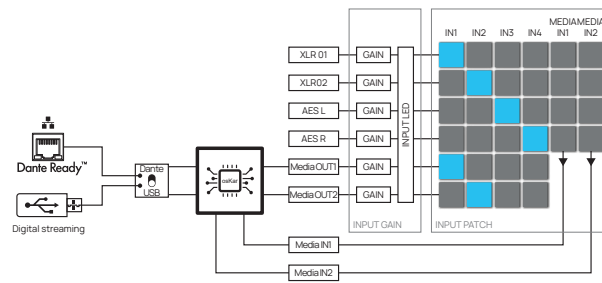 MEDIA MEDIA
IN1 IN2 IN3 IN4 IN1 IN2
XLR 01 GAIN
XLR02 GAIN
AES L GAIN
AES R GAIN
Media OUT1 GAIN
Media OUT2 GAIN
INPUT LED
INPUT GAIN
INPUT PATCH
Dante Ready™
Dante
USB
osKar
Digital streaming
Media IN1
Media IN2